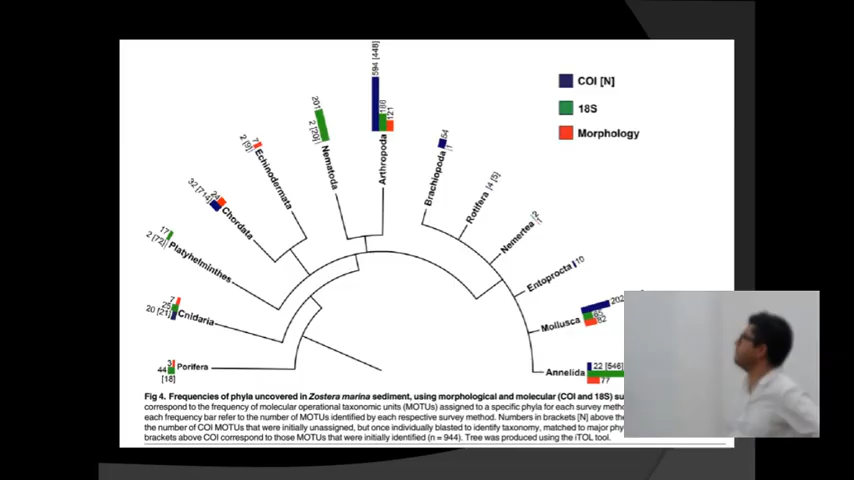 COI [N]
18S
Morphology
594 [448]
186
121
Arthropoda
201
2 [20]
Nematoda
7
2 [9]
Echinodermata
24
32 [714]
Chordata
17
2 [72]
Platyhelminthes
7
25
20 [21]
Cnidaria
3
44
[18]
Porifera
54
1
Brachiopoda
4 [5]
Rotifera
2
1
Nemertea
10
Entoprocta
202
82
Mollusca
22 [546]
77
Annelida
Fig 4. Frequencies of phyla uncovered in Zostera marina sediment, using morphological and molecular (COI and 18S) su
correspond to the frequency of molecular operational taxonomic units (MOTUs) assigned to a specific phyla for each survey metho
each frequency bar refer to the number of MOTUs identified by each respective survey method. Numbers in brackets [N] above the
the number of COI MOTUs that were initially unassigned, but once individually blasted to identify taxonomy, matched to major phy
brackets above COI correspond to those MOTUs that were initially identified (n = 944). Tree was produced using the iTOL tool.